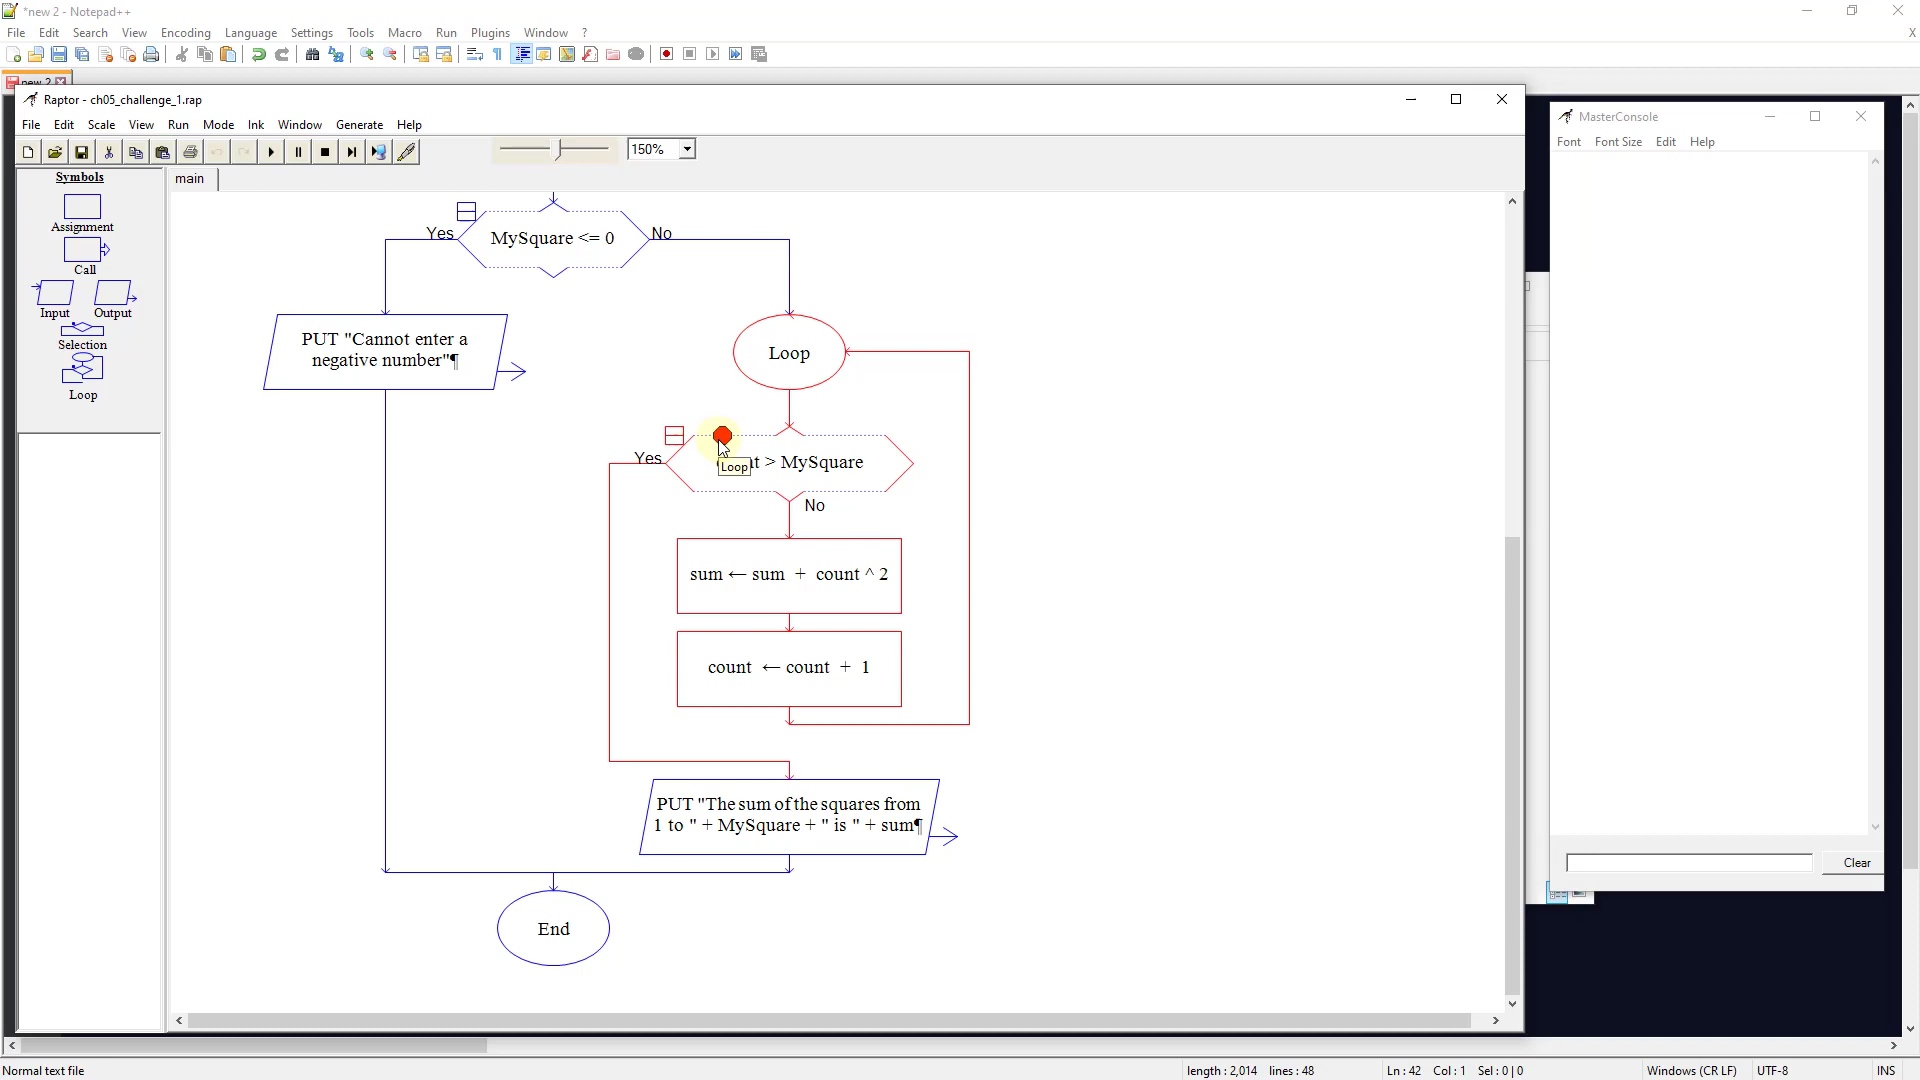 *new 2 - Notepad++
File Edit Search View Encoding Language Settings Tools Macro Run Plugins Window ?
X
new 2
Raptor - ch05_challenge_1.rap
File Edit Scale View Run Mode Ink Window Generate Help
150%
Symbols
Assignment
Call
Input Output
Selection
Loop
main
Yes
MySquare <= 0
No
PUT "Cannot enter a
negative number"¶
Loop
Yes
> MySquare
Loop
No
sum ← sum + count ^ 2
count ← count + 1
PUT "The sum of the squares from
1 to " + MySquare + " is " + sum¶
End
MasterConsole
Font Font Size Edit Help
Clear
Normal text file
length : 2,014 lines : 48
Ln : 42 Col : 1 Sel : 0 | 0
Windows (CR LF)
UTF-8
INS